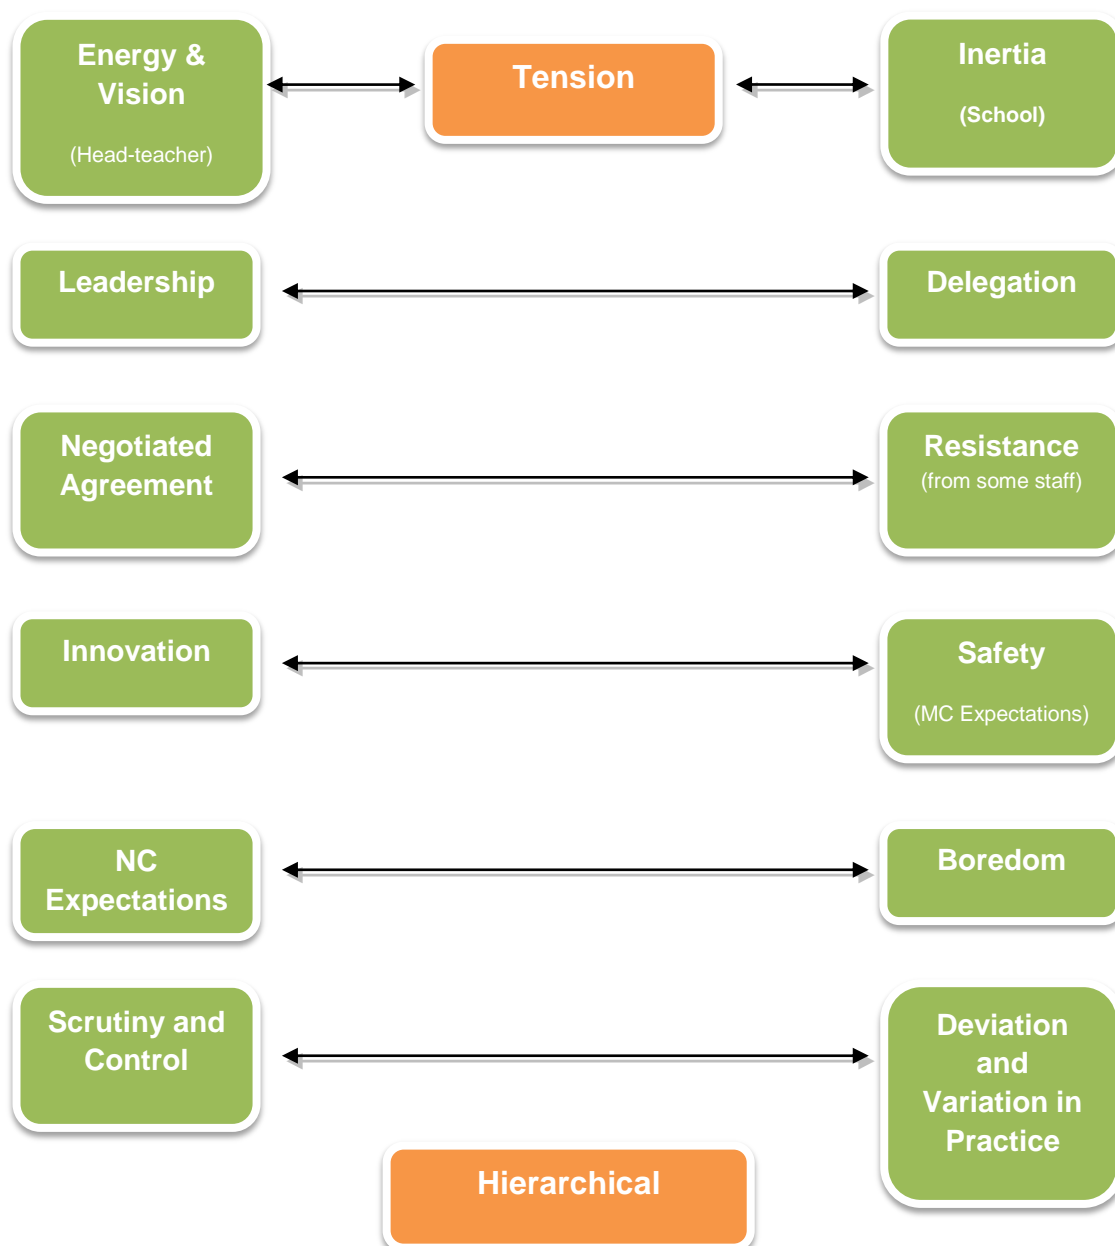 Energy &
Vision
(Head-teacher)
Tension
Inertia
(School)
Leadership
Delegation
Negotiated
Agreement
Resistance
(from some staff)
Innovation
Safety
(MC Expectations)
NC
Expectations
Boredom
Scrutiny and
Control
Deviation
and
Variation in
Practice
Hierarchical